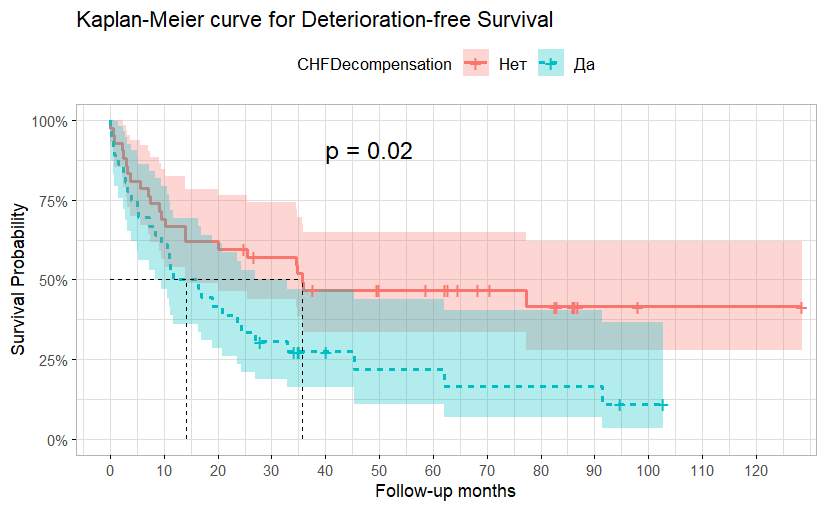 Kaplan-Meier curve for Deterioration-free Survival
CHFDecompensation Нет Да
p = 0.02
Survival Probability
100%
75%
50%
25%
0%
0 10 20 30 40 50 60 70 80 90 100 110 120
Follow-up months